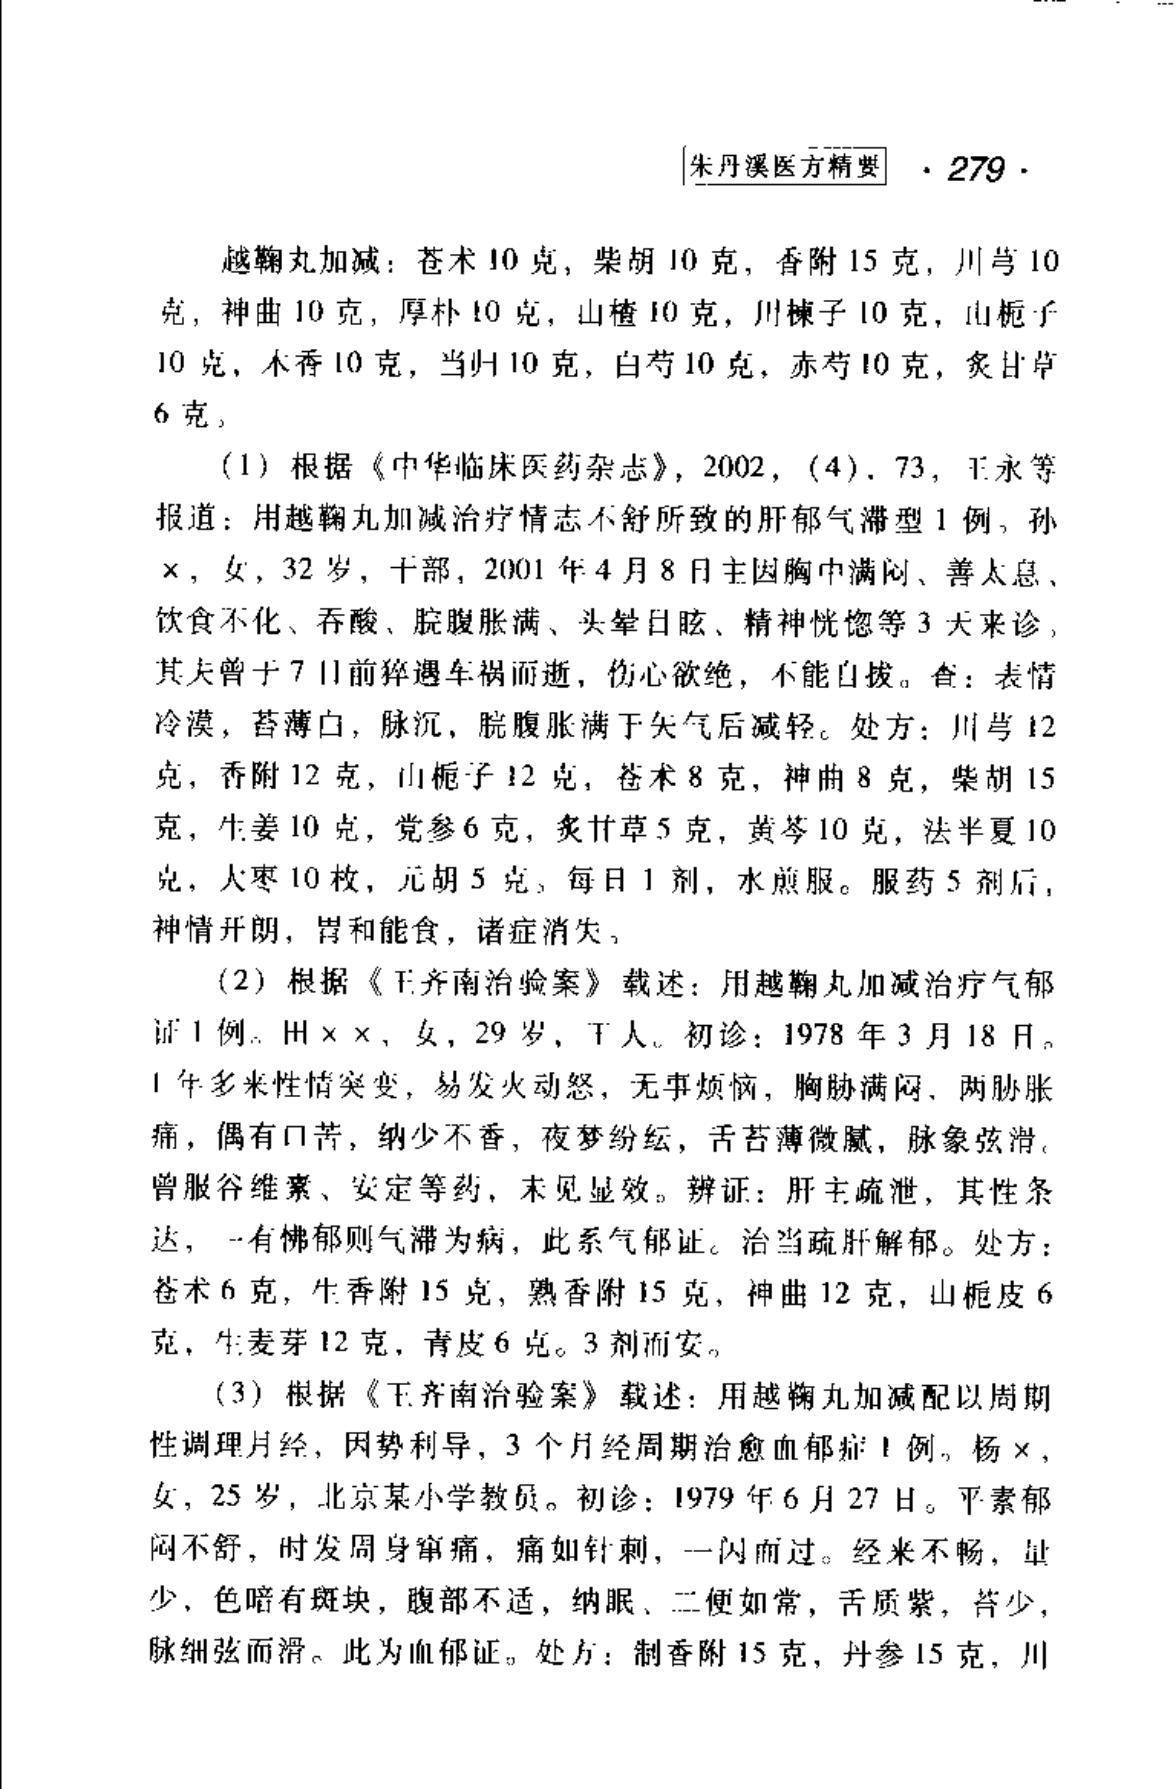 朱丹溪医方精要 · 279 ·
越鞠丸加减：苍术 10 克，柴胡 10 克，香附 15 克，川芎 10
克，神曲 10 克，厚朴 10 克，山楂 10 克，川楝子 10 克，山栀子
10 克，木香 10 克，当归 10 克，白芍 10 克，赤芍 10 克，炙甘草
6 克。
（1）根据《中华临床医药杂志》，2002，（4）．73，王永等
报道：用越鞠丸加减治疗情志不舒所致的肝郁气滞型 1 例。孙
×，女，32 岁，干部，2001 年 4 月 8 日主因胸中满闷、善太息、
饮食不化、吞酸、脘腹胀满、头晕目眩、精神恍惚等 3 天来诊。
其夫曾于 7 日前猝遇车祸而逝，伤心欲绝，不能自拔。查：表情
冷漠，苔薄白，脉沉，脘腹胀满于矢气后减轻。处方：川芎 12
克，香附 12 克，山栀子 12 克，苍术 8 克，神曲 8 克，柴胡 15
克，生姜 10 克，党参 6 克，炙甘草 5 克，黄芩 10 克，法半夏 10
克，大枣 10 枚，元胡 5 克。每日 1 剂，水煎服。服药 5 剂后，
神情开朗，胃和能食，诸症消失。
（2）根据《王齐南治验案》载述：用越鞠丸加减治疗气郁
证 1 例。田××，女，29 岁，工人。初诊：1978 年 3 月 18 日。
1 年多来性情突变，易发火动怒，无事烦恼，胸胁满闷、两胁胀
痛，偶有口苦，纳少不香，夜梦纷纭，舌苔薄微腻，脉象弦滑。
曾服谷维素、安定等药，未见显效。辨证：肝主疏泄，其性条
达，一有怫郁则气滞为病，此系气郁证。治当疏肝解郁。处方：
苍术 6 克，生香附 15 克，熟香附 15 克，神曲 12 克，山栀皮 6
克，生麦芽 12 克，青皮 6 克。3 剂而安。
（3）根据《王齐南治验案》载述：用越鞠丸加减配以周期
性调理月经，因势利导，3 个月经周期治愈血郁症 1 例。杨×，
女，25 岁，北京某小学教员。初诊：1979 年 6 月 27 日。平素郁
闷不舒，时发周身窜痛，痛如针刺，一闪而过。经来不畅，量
少，色暗有斑块，腹部不适，纳眠、二便如常，舌质紫，苔少，
脉细弦而滑。此为血郁证。处方：制香附 15 克，丹参 15 克，川